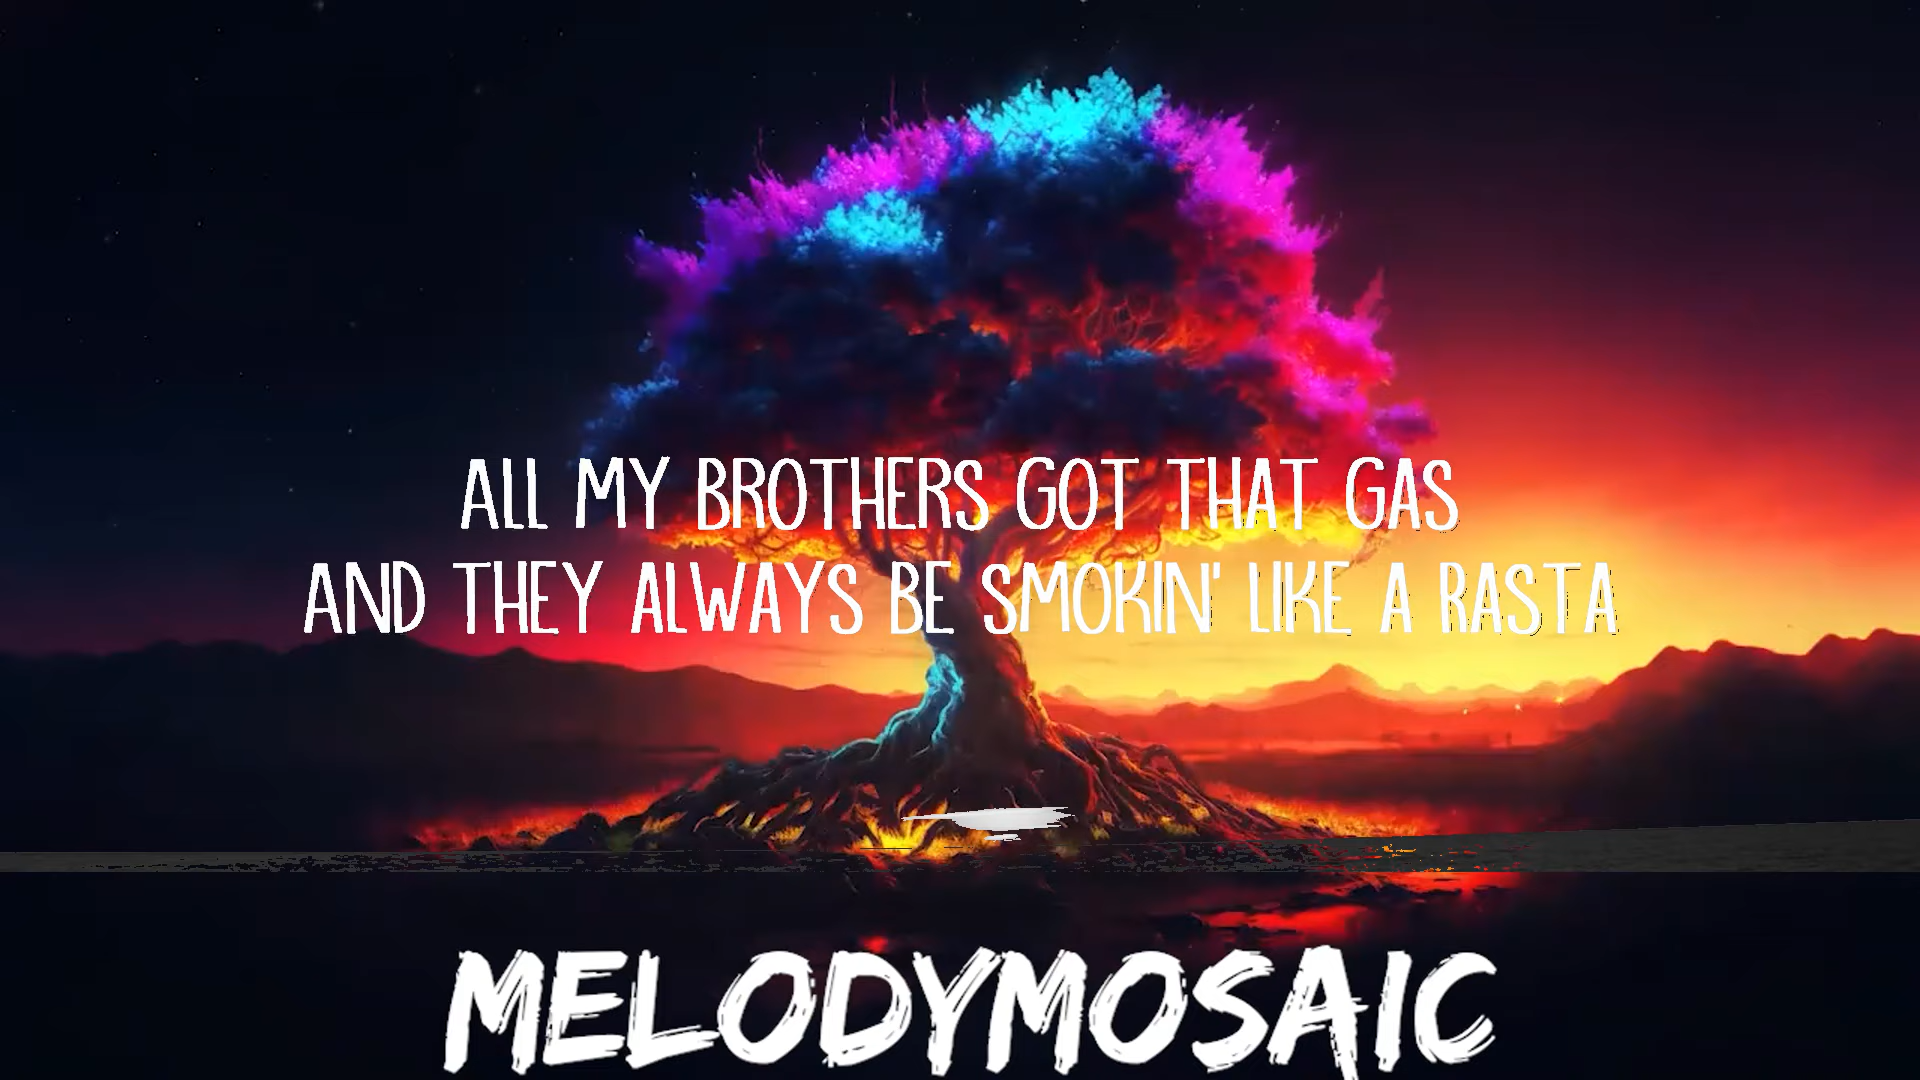 ALL MY BROTHERS GOT THAT GAS
AND THEY ALWAYS BE SMOKIN' LIKE A RASTA
MELODYMOSAIC